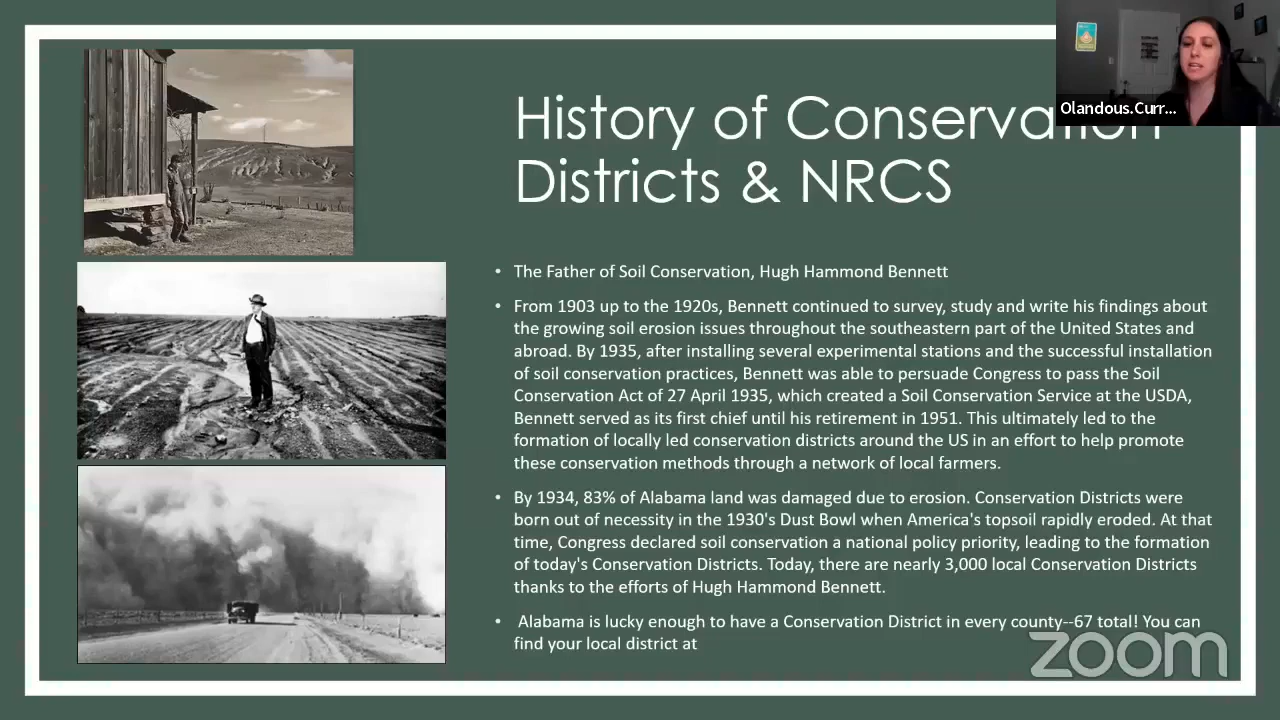 Olandous.Curr...
History of Conservation
Districts & NRCS
• The Father of Soil Conservation, Hugh Hammond Bennett
• From 1903 up to the 1920s, Bennett continued to survey, study and write his findings about
the growing soil erosion issues throughout the southeastern part of the United States and
abroad. By 1935, after installing several experimental stations and the successful installation
of soil conservation practices, Bennett was able to persuade Congress to pass the Soil
Conservation Act of 27 April 1935, which created a Soil Conservation Service at the USDA,
Bennett served as its first chief until his retirement in 1951. This ultimately led to the
formation of locally led conservation districts around the US in an effort to help promote
these conservation methods through a network of local farmers.
• By 1934, 83% of Alabama land was damaged due to erosion. Conservation Districts were
born out of necessity in the 1930's Dust Bowl when America's topsoil rapidly eroded. At that
time, Congress declared soil conservation a national policy priority, leading to the formation
of today's Conservation Districts. Today, there are nearly 3,000 local Conservation Districts
thanks to the efforts of Hugh Hammond Bennett.
• Alabama is lucky enough to have a Conservation District in every county--67 total! You can
find your local district at
zoom